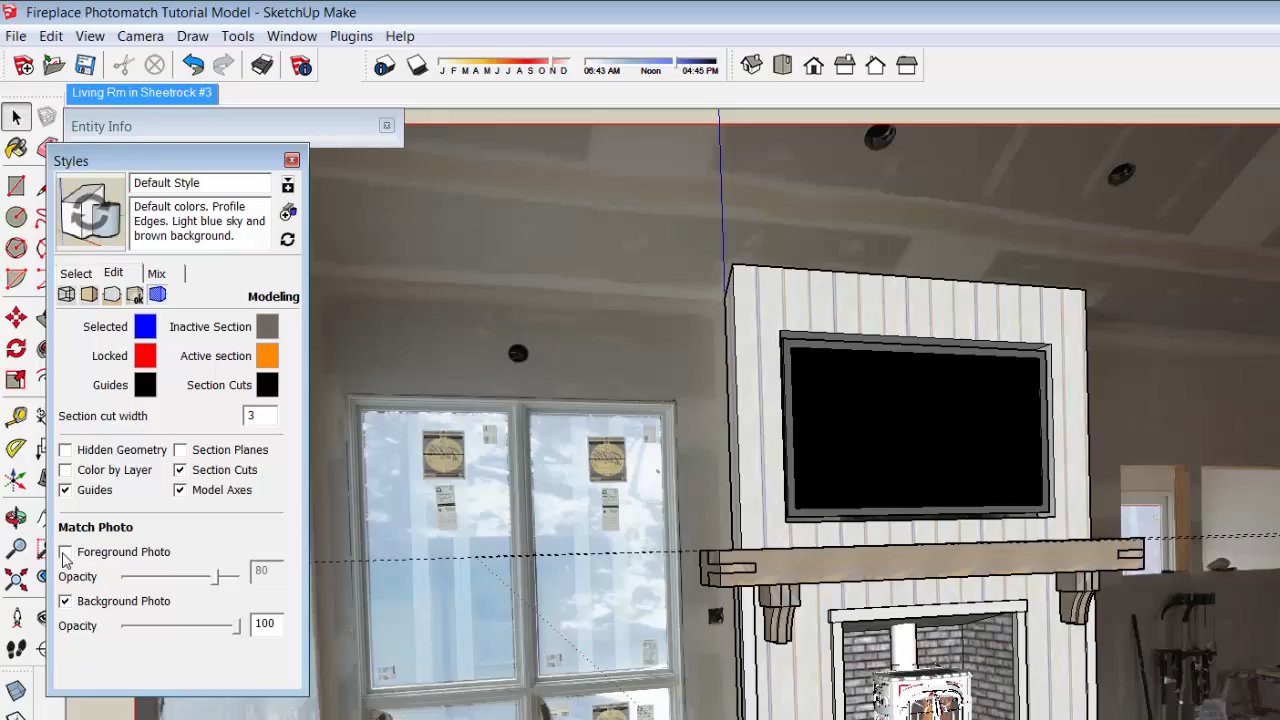 Fireplace Photomatch Tutorial Model - SketchUp Make
File Edit View Camera Draw Tools Window Plugins Help
J F M A M J J A S O N D 06:43 AM Noon 04:45 PM
Living Rm in Sheetrock #3
Entity Info
Styles
Default Style
Default colors. Profile
Edges. Light blue sky and
brown background.
Select Edit Mix
Modeling
Selected Inactive Section
Locked Active section
Guides Section Cuts
Section cut width 3
Hidden Geometry Section Planes
Color by Layer Section Cuts
Guides Model Axes
Match Photo
Foreground Photo
Opacity 80
Background Photo
Opacity 100